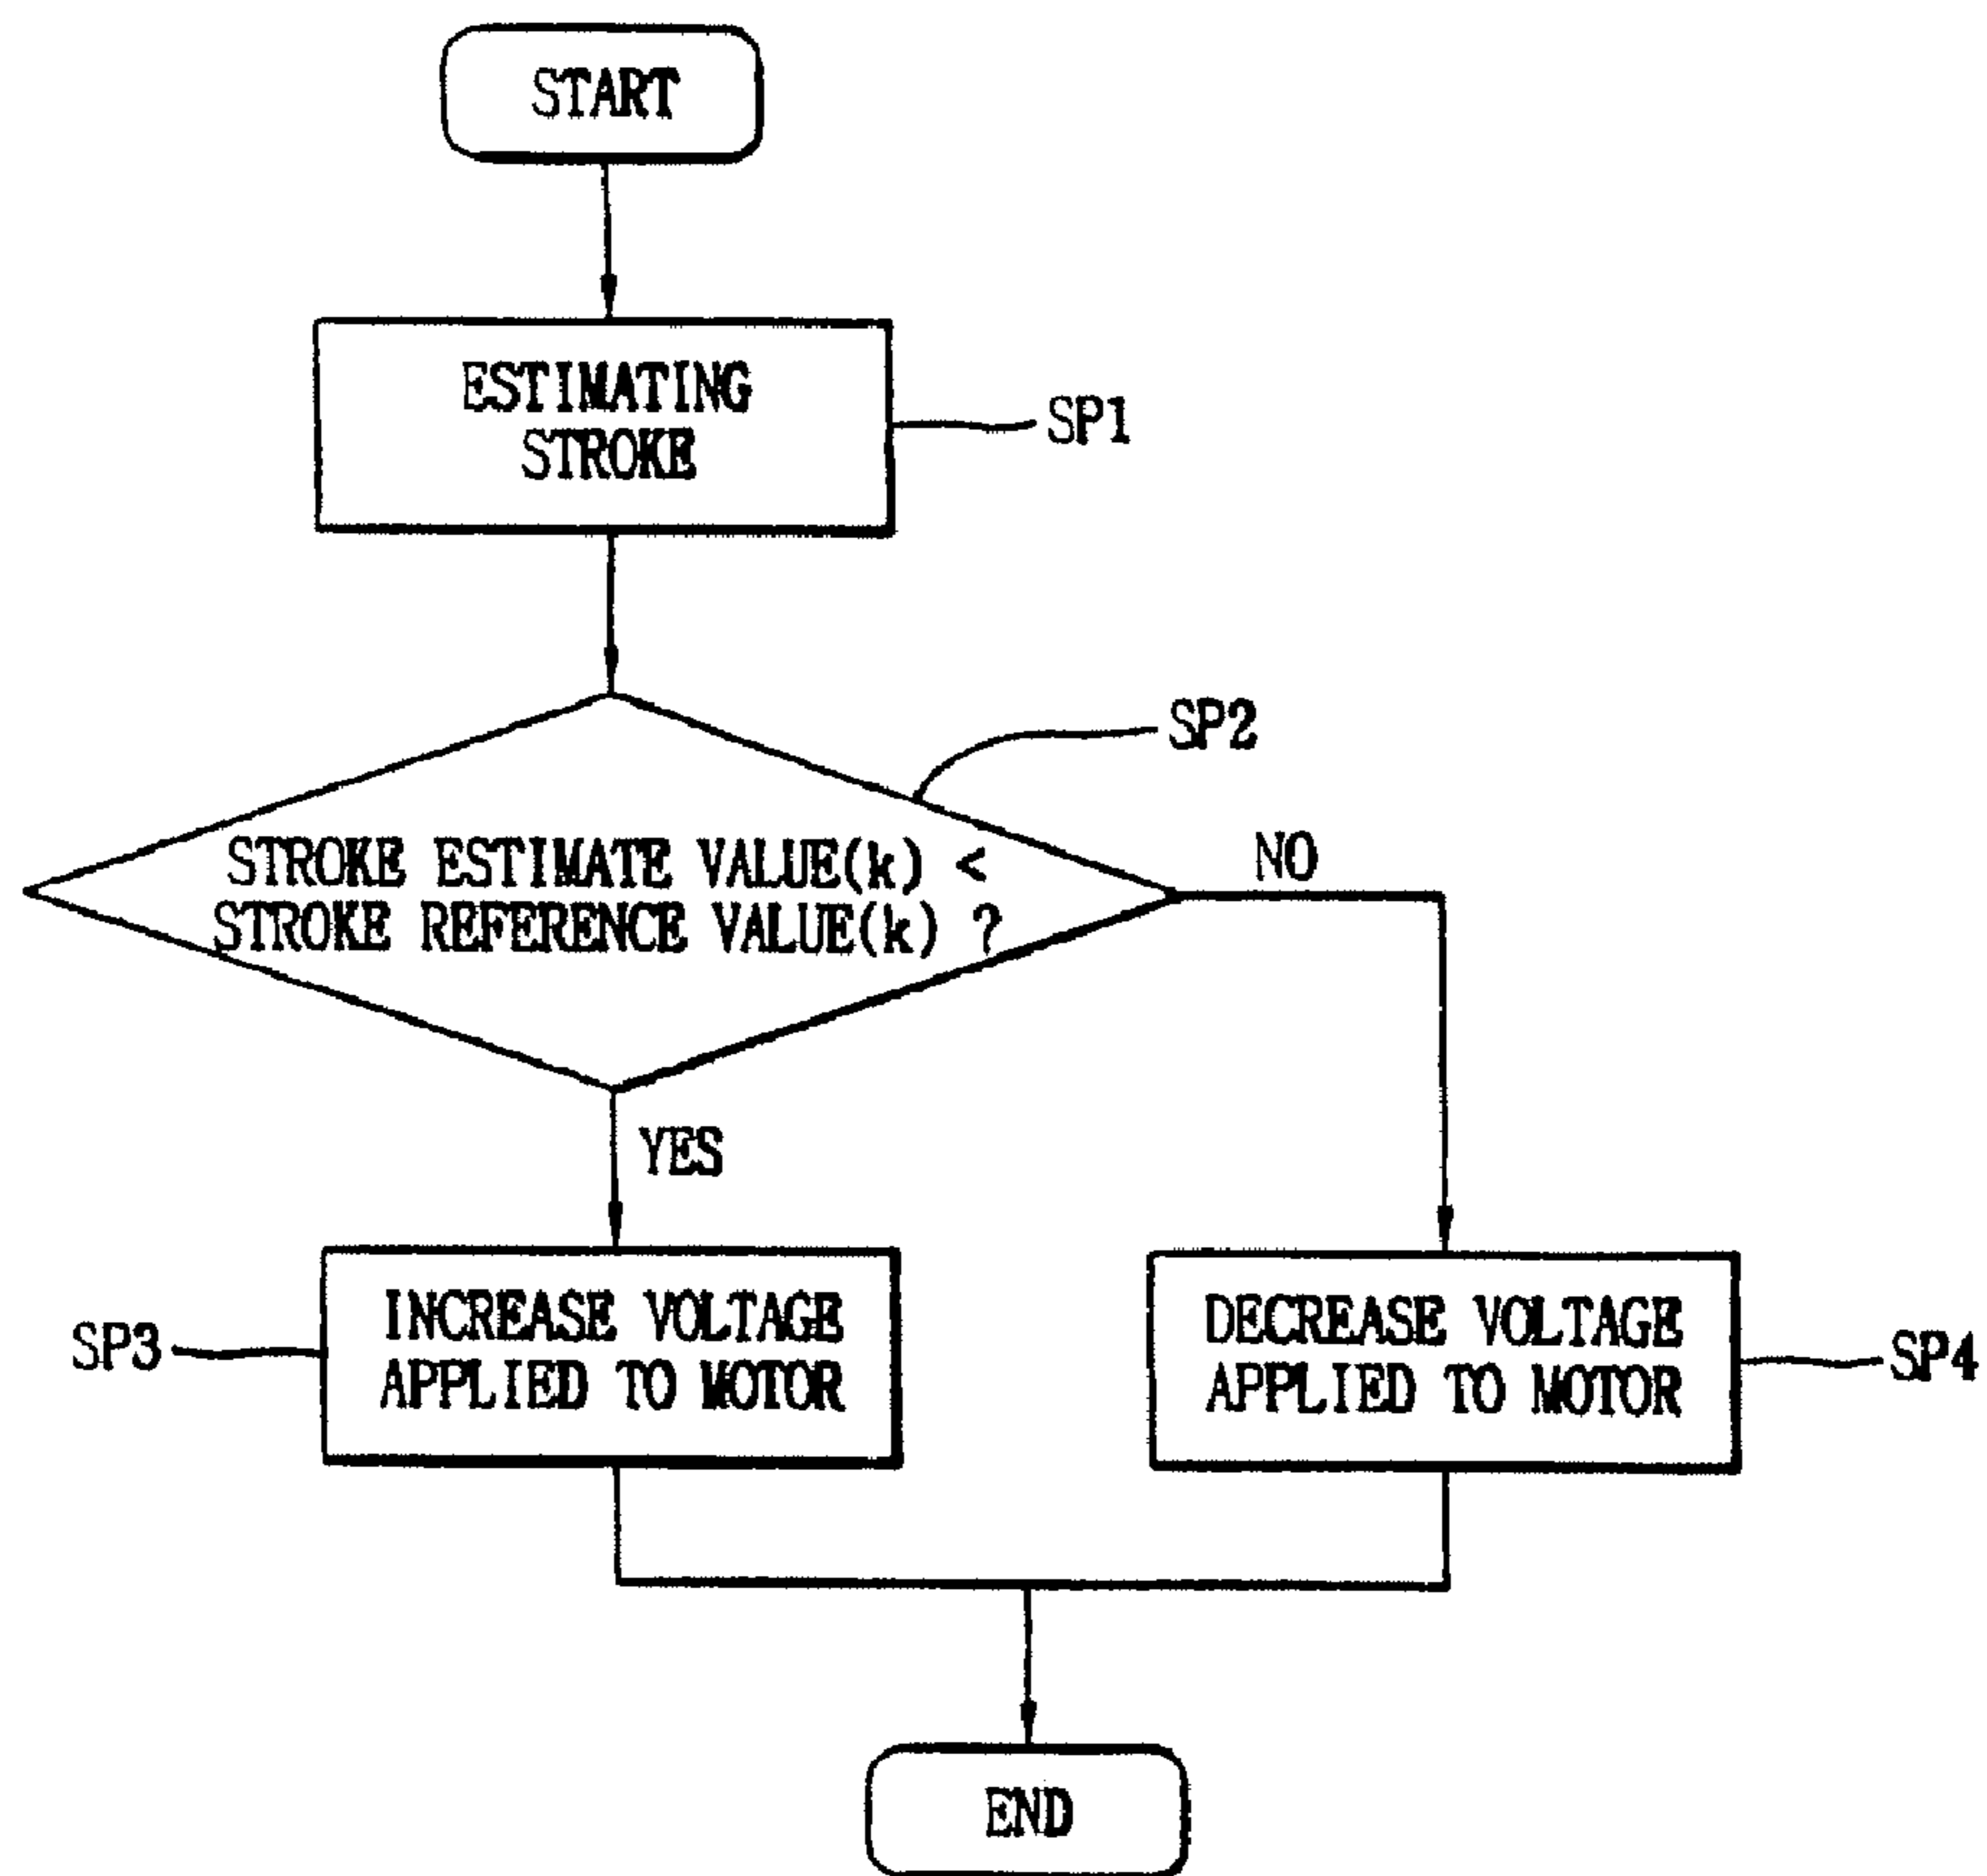 START
ESTIMATING
STROKE
SP1
SP2
STROKE ESTIMATE VALUE(k) <
STROKE REFERENCE VALUE(k) ?
NO
YES
SP3
INCREASE VOLTAGE
APPLIED TO MOTOR
DECREASE VOLTAGE
APPLIED TO MOTOR
SP4
END